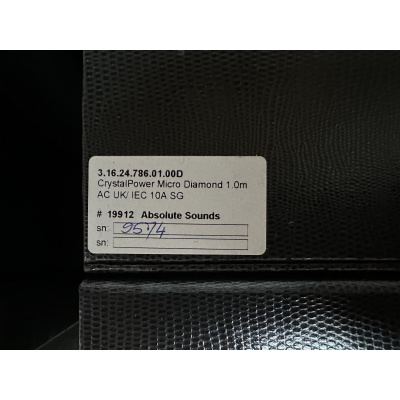 3.16.24.786.01.00D
CrystalPower Micro Diamond 1.0m
AC UK/ IEC 10A SG
# 19912 Absolute Sounds
sn: 9574
sn: